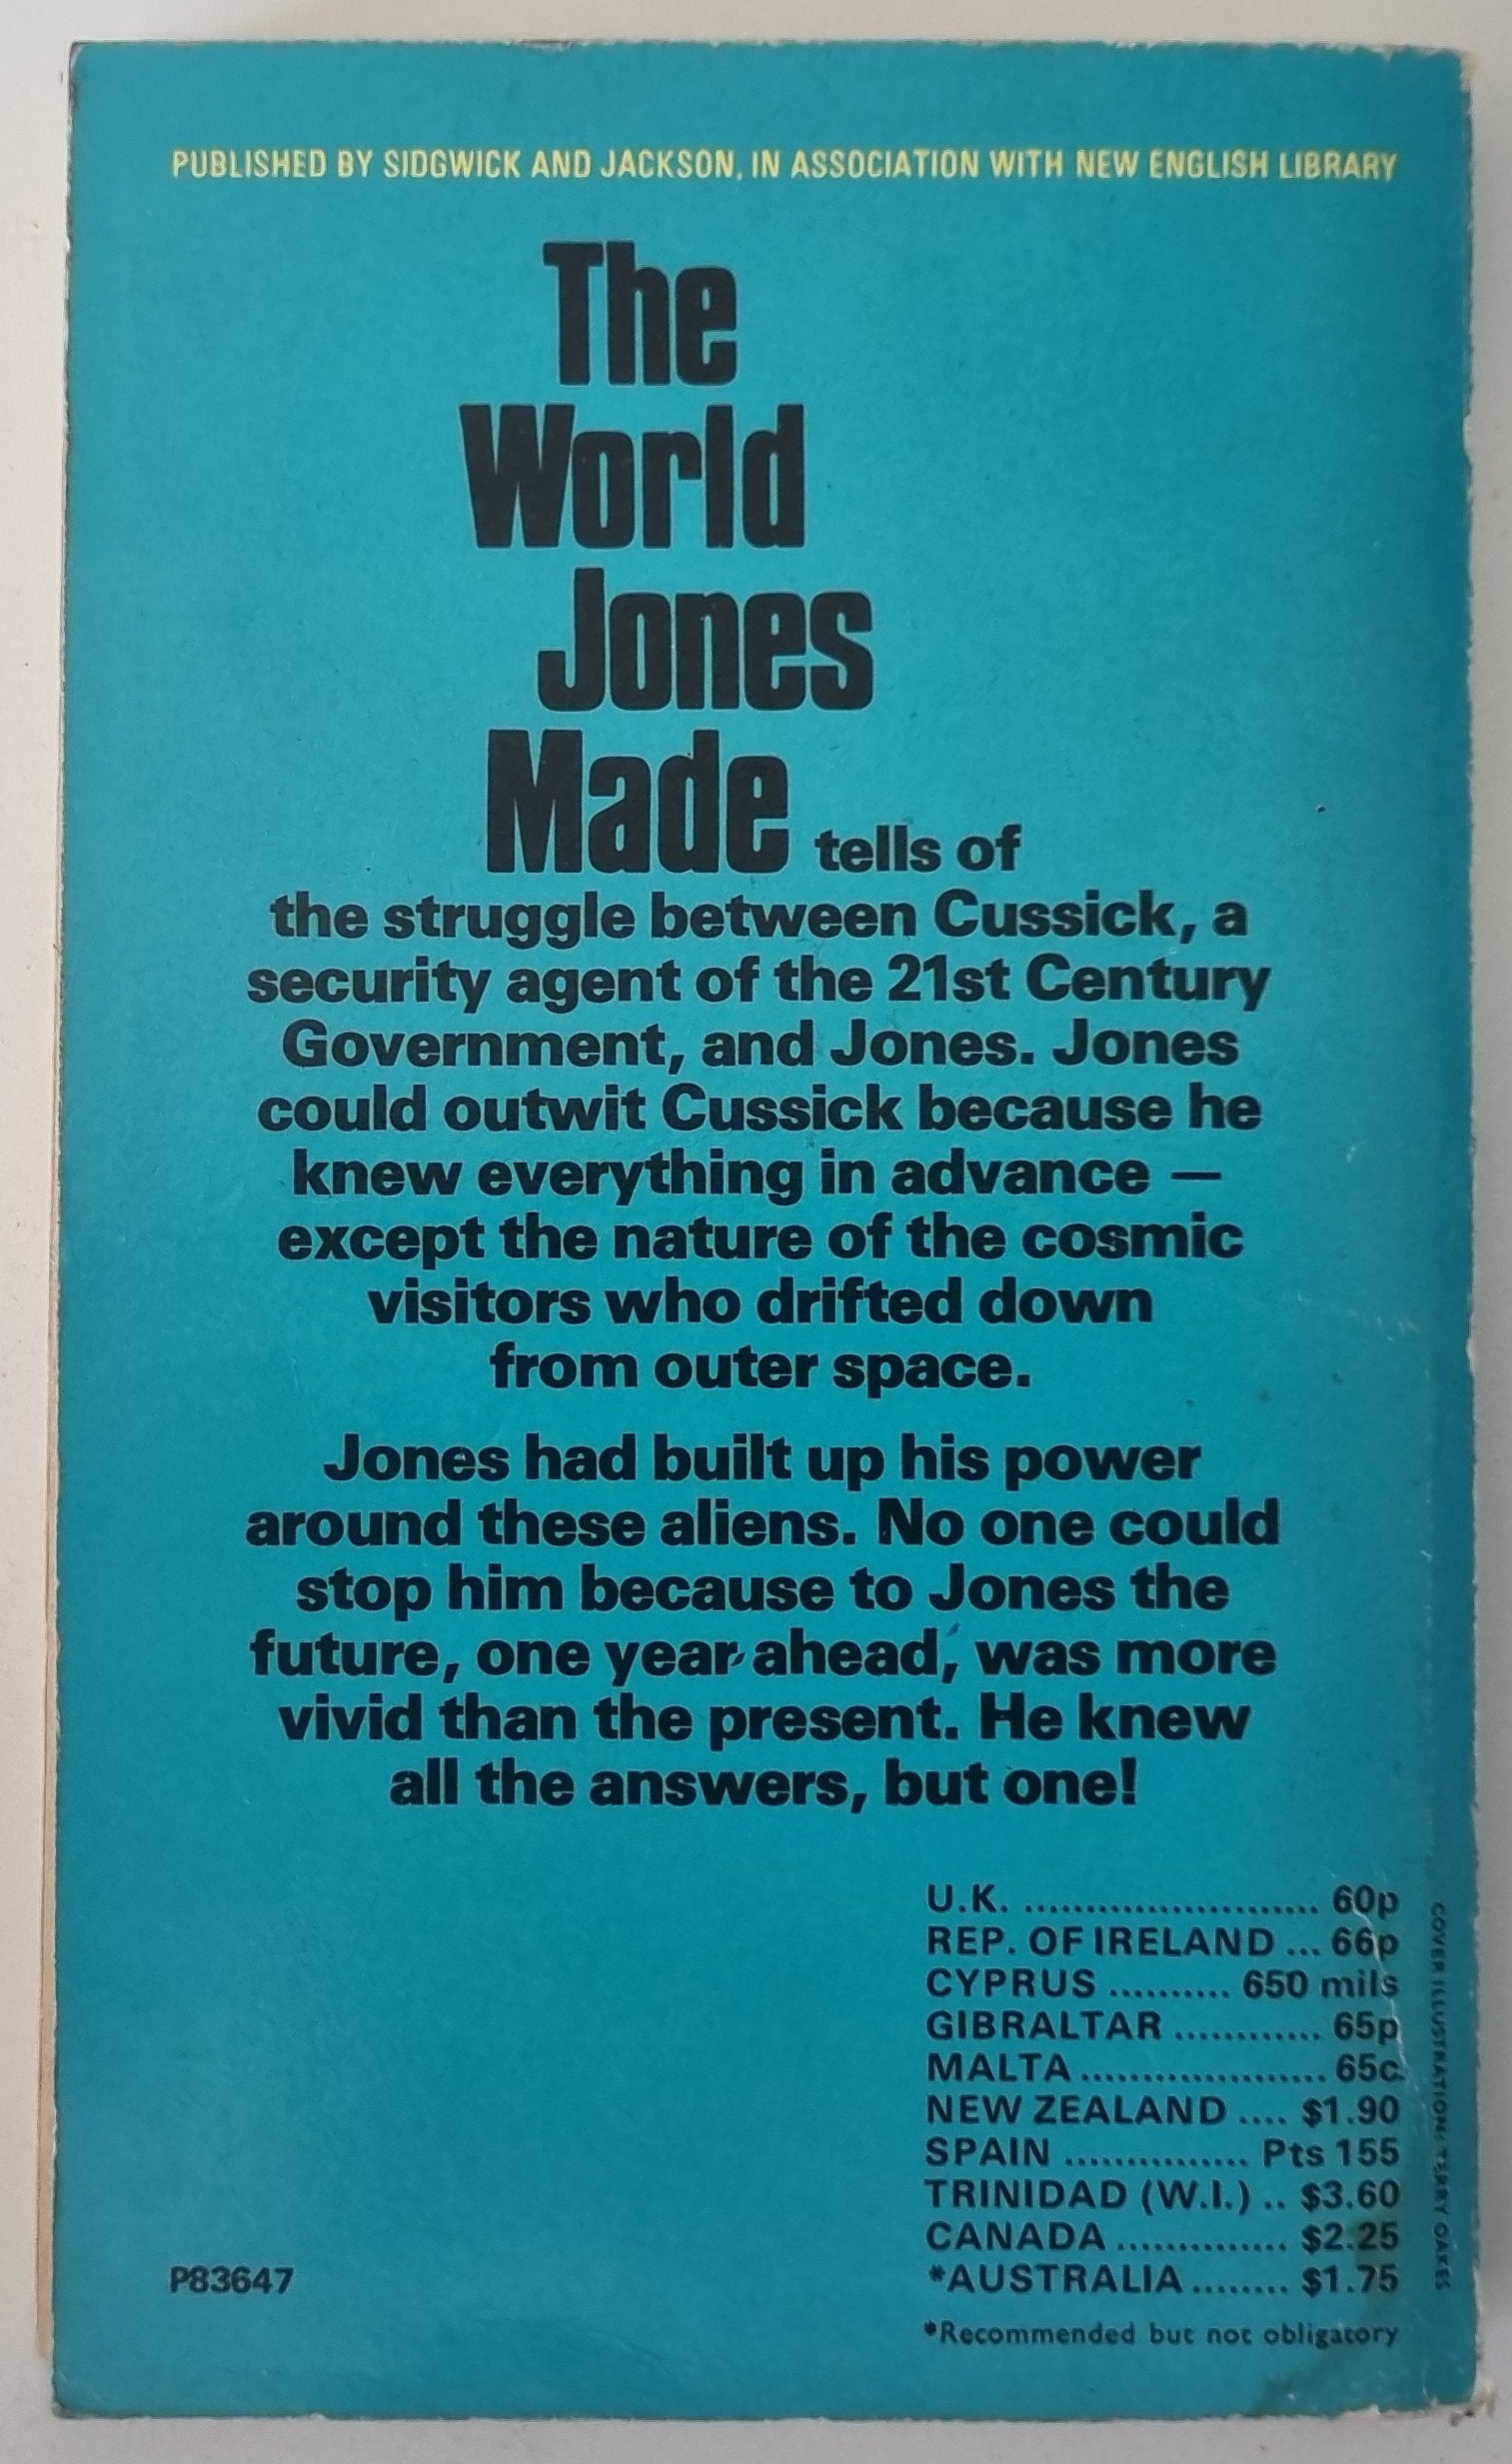 PUBLISHED BY SIDGWICK AND JACKSON, IN ASSOCIATION WITH NEW ENGLISH LIBRARY
The
World
Jones
Made tells of
the struggle between Cussick, a
security agent of the 21st Century
Government, and Jones. Jones
could outwit Cussick because he
knew everything in advance —
except the nature of the cosmic
visitors who drifted down
from outer space.
Jones had built up his power
around these aliens. No one could
stop him because to Jones the
future, one year ahead, was more
vivid than the present. He knew
all the answers, but one!
U.K. ........................ 60p
REP. OF IRELAND ... 66p
CYPRUS .......... 650 mils
GIBRALTAR ............ 65p
MALTA .................... 65c
NEW ZEALAND .... $1.90
SPAIN ............... Pts 155
TRINIDAD (W.I.) .. $3.60
CANADA .............. $2.25
*AUSTRALIA ........ $1.75
*Recommended but not obligatory
P83647
COVER ILLUSTRATION: TERRY OAKES